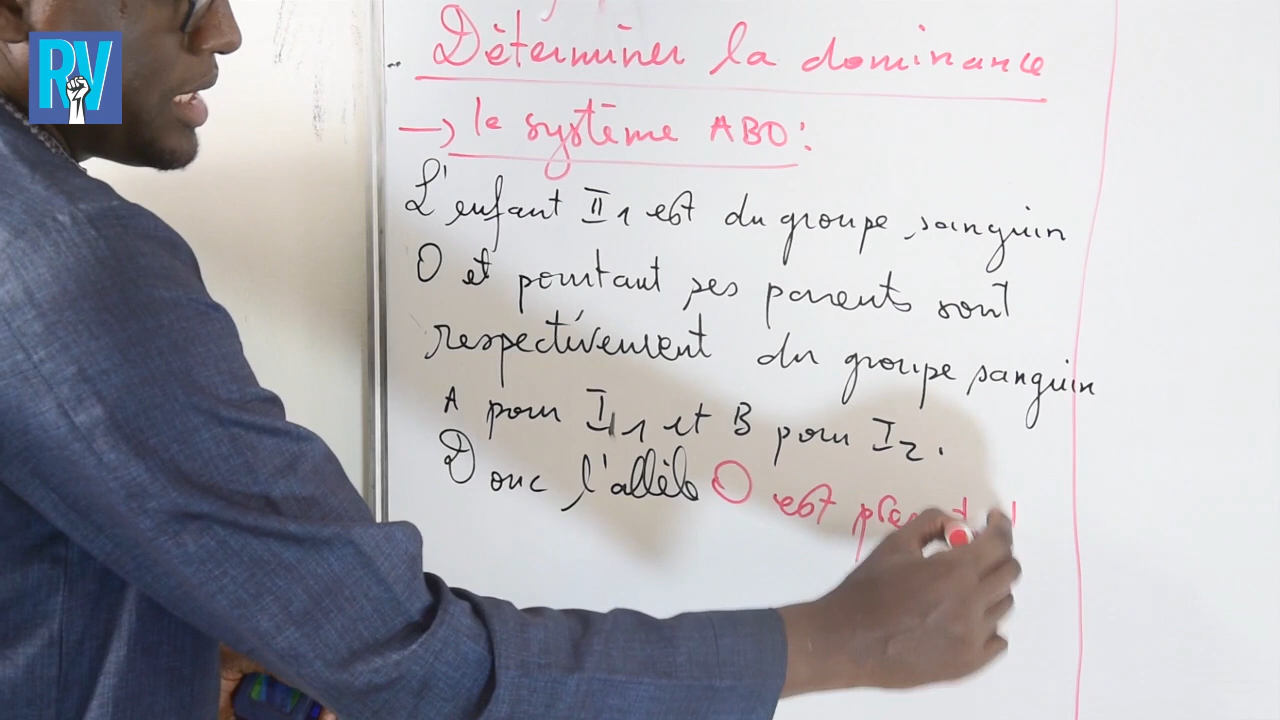 RV
Déterminer la dominance
→ le système ABO:
L'enfant II1 est du groupe sanguin
O et pourtant ses parents sont
respectivement du groupe sanguin
A pour I1 et B pour I2.
Donc l'allèle O est